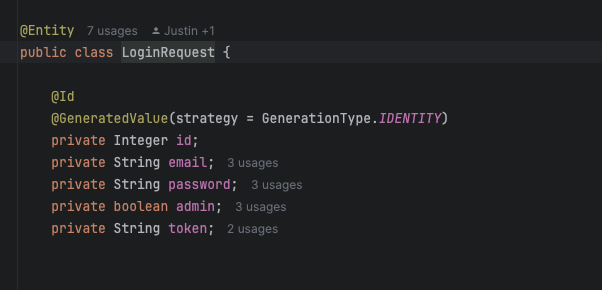 @Entity 7 usages Justin +1
public class LoginRequest {
@Id
@GeneratedValue(strategy = GenerationType.IDENTITY)
private Integer id;
private String email; 3 usages
private String password; 3 usages
private boolean admin; 3 usages
private String token; 2 usages